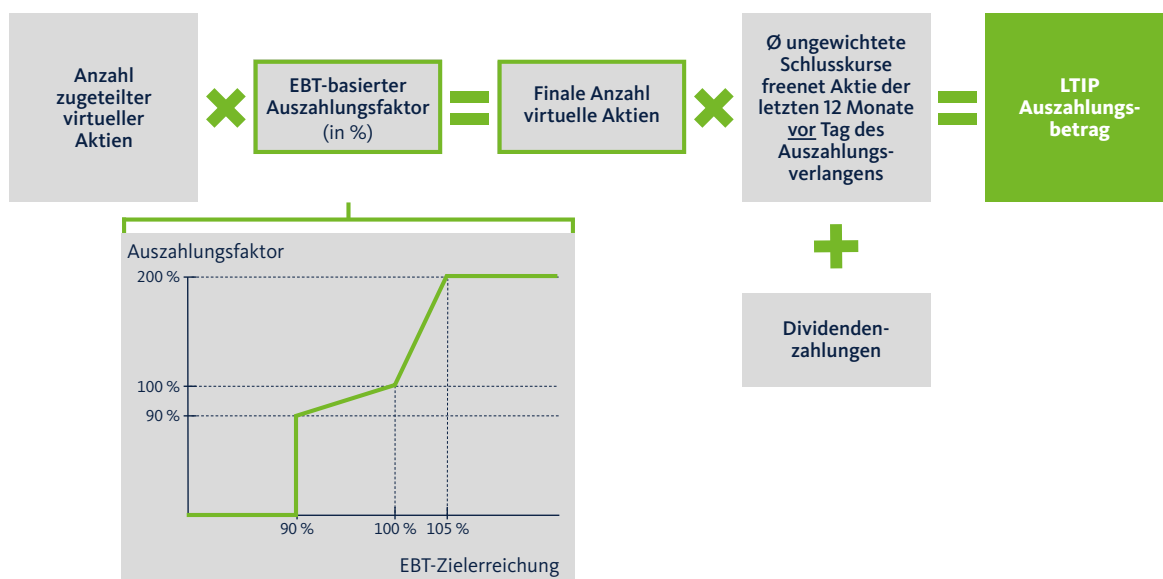 Anzahl
zugeteilter
virtueller
Aktien
EBT-basierter
Auszahlungsfaktor
(in %)
Finale Anzahl
virtuelle Aktien
Ø ungewichtete
Schlusskurse
freenet Aktie der
letzten 12 Monate
vor Tag des
Auszahlungs-
verlangens
LTIP
Auszahlungs-
betrag
Dividenden-
zahlungen
Auszahlungsfaktor
200 %
100 %
90 %
90 %
100 %
105 %
EBT-Zielerreichung